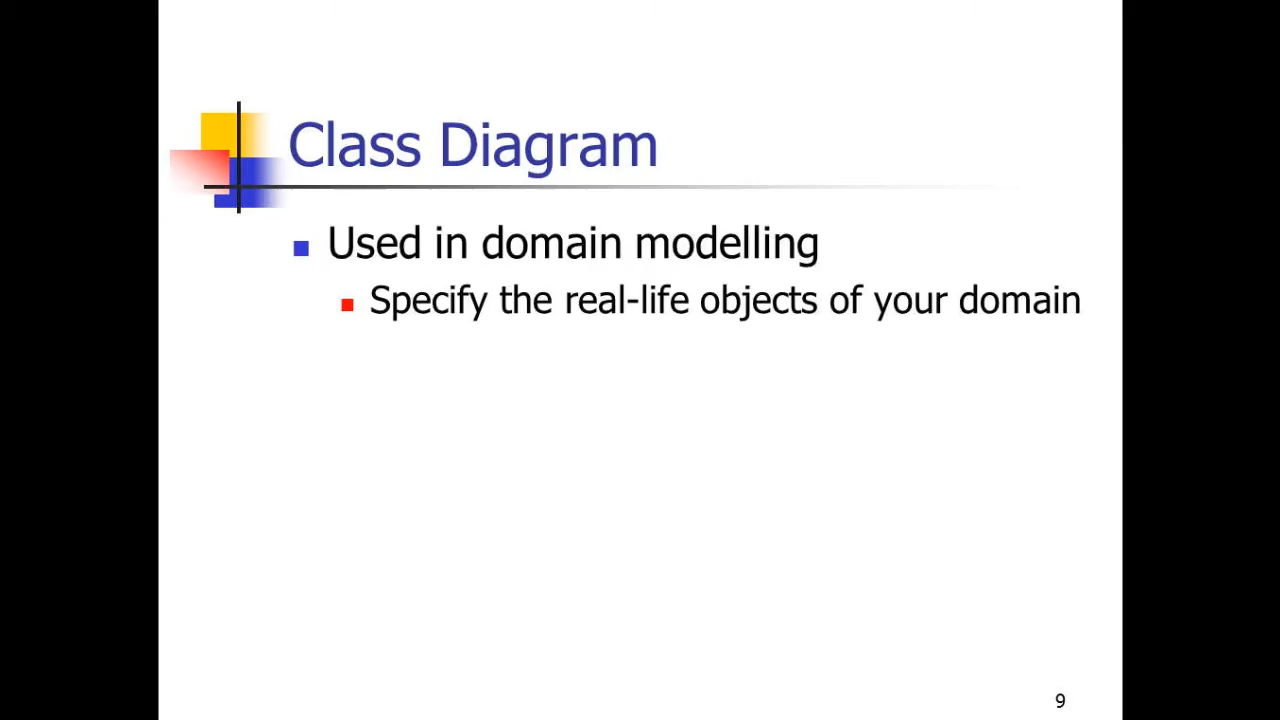 Class Diagram
Used in domain modelling
Specify the real-life objects of your domain
9